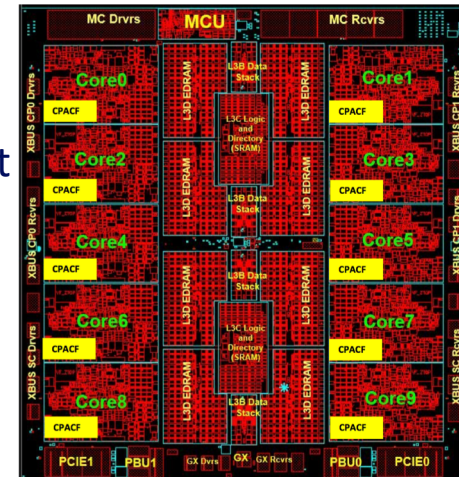 MC Drvrs
MCU
MC Rcvrs
XBUS CP0 Drvrs
Core0
CPACF
L3D EDRAM
L3B Data
Stack
L3D EDRAM
Core1
CPACF
XBUS CP1 Rcvrs
t
Core2
CPACF
L3C Logic
and
Directory
(SRAM)
Core3
CPACF
XBUS CP0 Rcvrs
Core4
CPACF
L3B Data
Stack
Core5
CPACF
XBUS CP1 Drvrs
L3D EDRAM
L3B Data
Stack
L3D EDRAM
Core6
CPACF
L3C Logic
and
Directory
(SRAM)
Core7
CPACF
XBUS SC Drvrs
XBUS SC Rcvrs
Core8
CPACF
L3D EDRAM
L3B Data
Stack
L3D EDRAM
Core9
CPACF
L3D EDRAM
L3D EDRAM
PCIE1
PBU1
GX Dvrs
GX
GX Rcvrs
PBU0
PCIE0